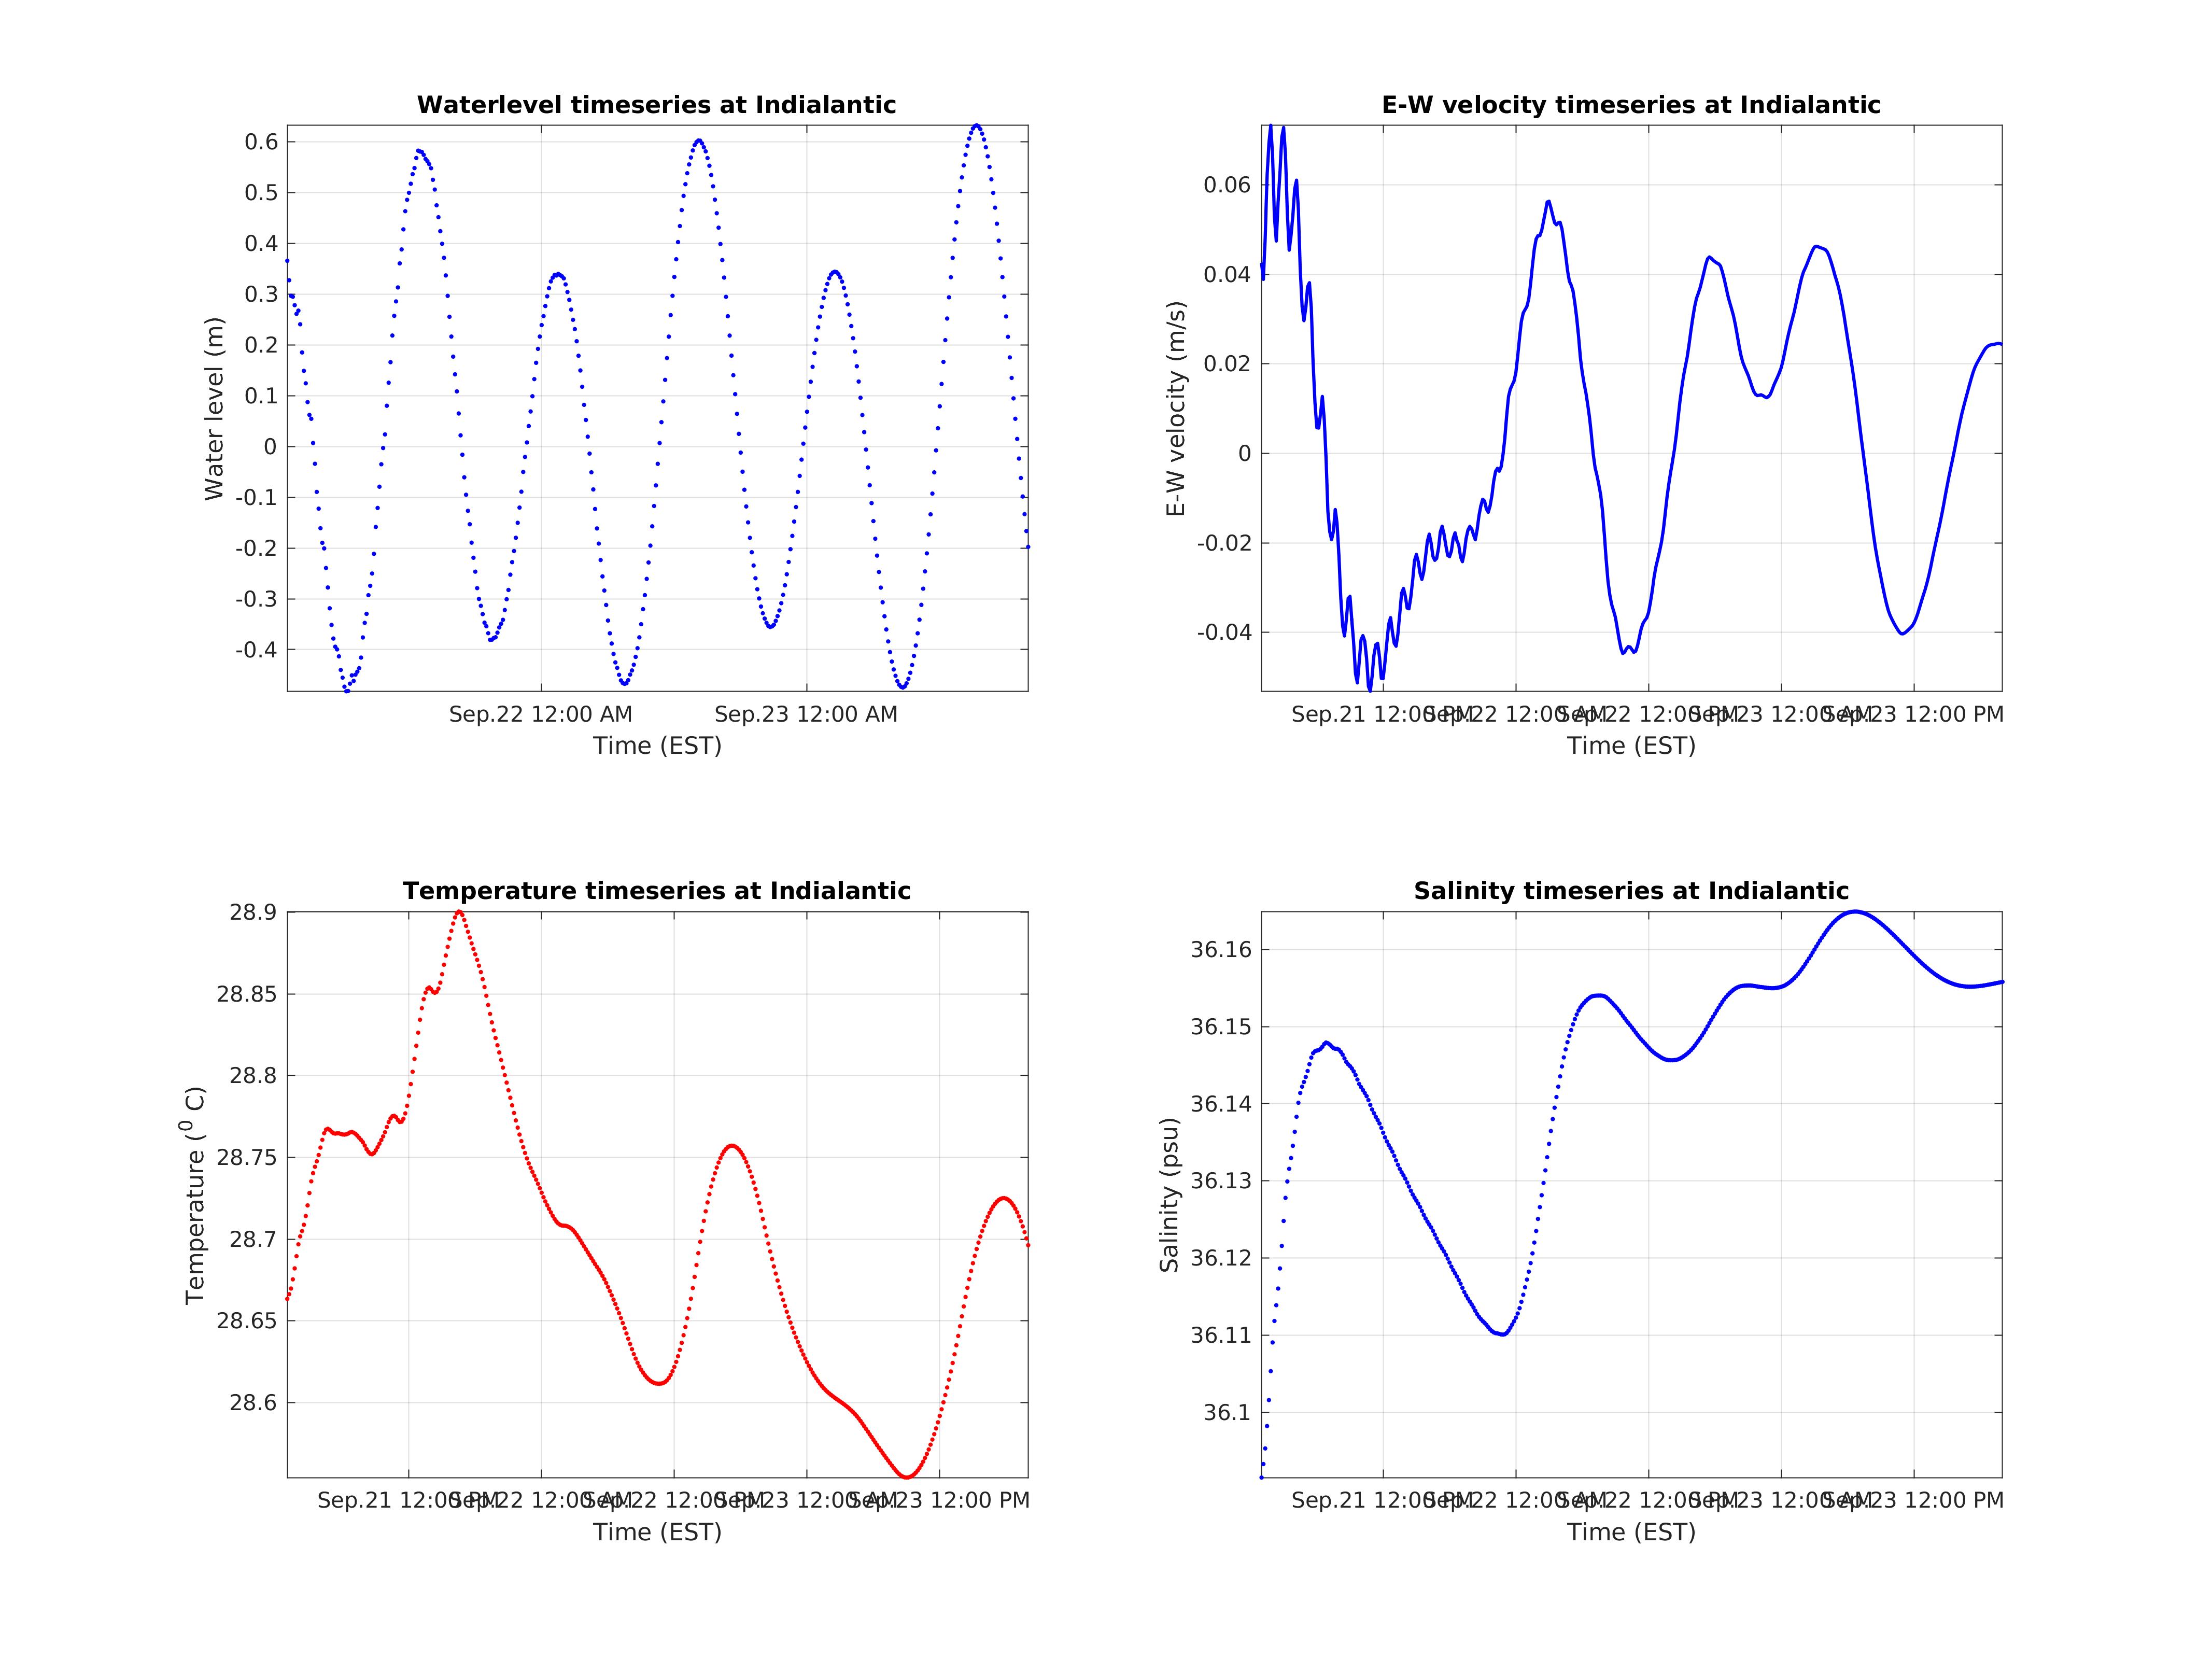 Waterlevel timeseries at Indialantic
0.6
0.5
0.4
0.3
0.2
0.1
0
-0.1
-0.2
-0.3
-0.4
Water level (m)
Sep.22 12:00 AM
Sep.23 12:00 AM
Time (EST)
E-W velocity timeseries at Indialantic
0.06
0.04
0.02
0
-0.02
-0.04
E-W velocity (m/s)
Sep.21 12:00 PM
Sep.22 12:00 AM
Sep.22 12:00 PM
Sep.23 12:00 AM
Sep.23 12:00 PM
Time (EST)
Temperature timeseries at Indialantic
28.9
28.85
28.8
28.75
28.7
28.65
28.6
Temperature (⁰ C)
Sep.21 12:00 PM
Sep.22 12:00 AM
Sep.22 12:00 PM
Sep.23 12:00 AM
Sep.23 12:00 PM
Time (EST)
Salinity timeseries at Indialantic
36.16
36.15
36.14
36.13
36.12
36.11
36.1
Salinity (psu)
Sep.21 12:00 PM
Sep.22 12:00 AM
Sep.22 12:00 PM
Sep.23 12:00 AM
Sep.23 12:00 PM
Time (EST)